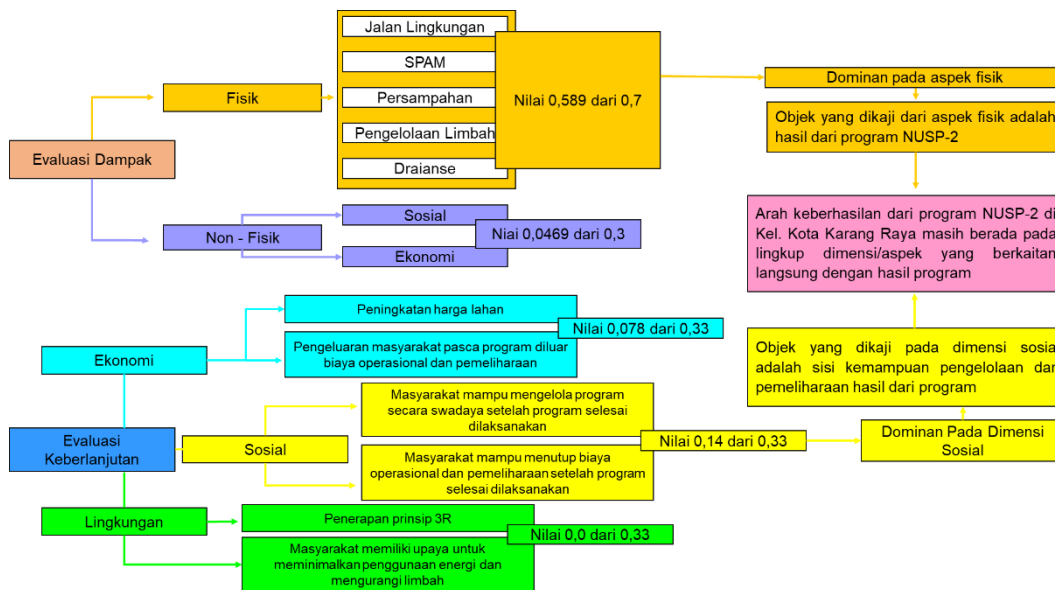 Jalan Lingkungan
SPAM
Persampahan
Pengelolaan Limbah
Draianse
Nilai 0,589 dari 0,7
Fisik
Evaluasi Dampak
Non - Fisik
Sosial
Ekonomi
Niai 0,0469 dari 0,3
Dominan pada aspek fisik
Objek yang dikaji dari aspek fisik adalah
hasil dari program NUSP-2
Arah keberhasilan dari program NUSP-2 di
Kel. Kota Karang Raya masih berada pada
lingkup dimensi/aspek yang berkaitan
langsung dengan hasil program
Peningkatan harga lahan
Pengeluaran masyarakat pasca program diluar
biaya operasional dan pemeliharaan
Nilai 0,078 dari 0,33
Ekonomi
Evaluasi
Keberlanjutan
Sosial
Masyarakat mampu mengelola program
secara swadaya setelah program selesai
dilaksanakan
Masyarakat mampu menutup biaya
operasional dan pemeliharaan setelah program
selesai dilaksanakan
Nilai 0,14 dari 0,33
Dominan Pada Dimensi
Sosial
Objek yang dikaji pada dimensi sosia
adalah sisi kemampuan pengelolaan dan
pemeliharaan hasil dari program
Lingkungan
Penerapan prinsip 3R
Masyarakat memiliki upaya untuk
meminimalkan penggunaan energi dan
mengurangi limbah
Nilai 0,0 dari 0,33